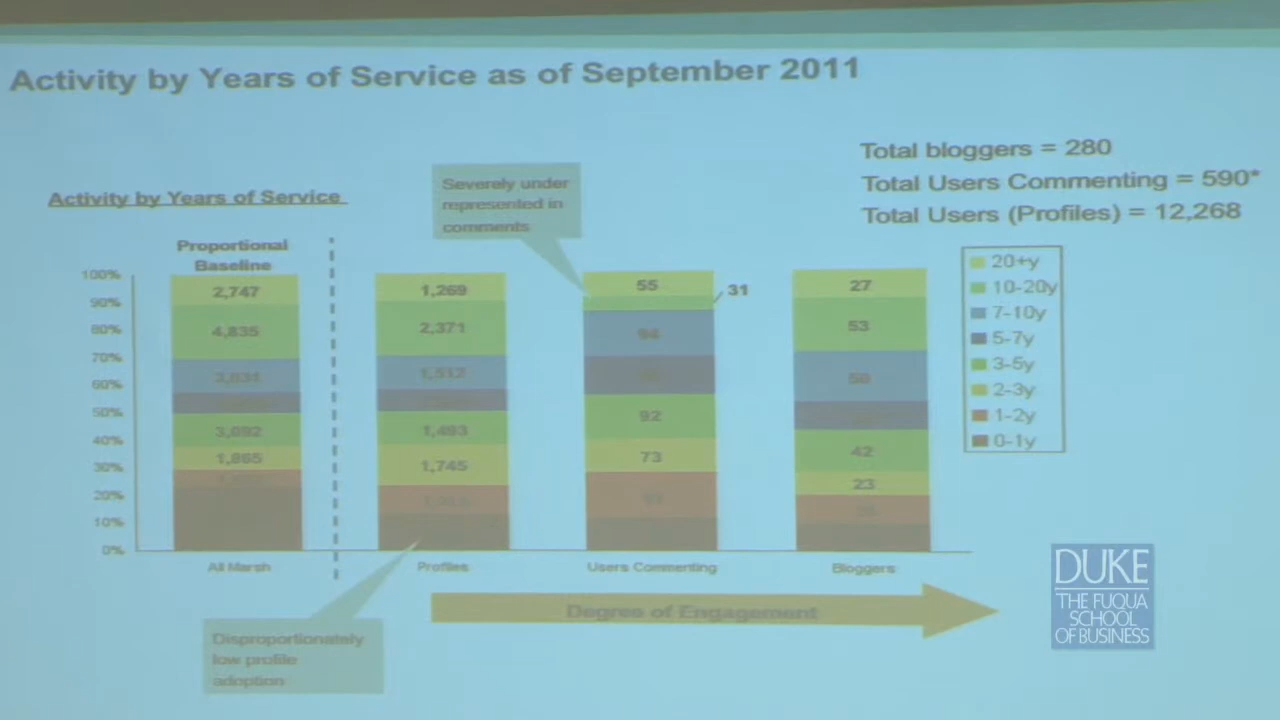 Activity by Years of Service as of September 2011
Total bloggers = 280
Total Users Commenting = 590*
Total Users (Profiles) = 12,268
Activity by Years of Service
Severely under
represented in
comments
Proportional
Baseline
100%
90%
80%
70%
60%
50%
40%
30%
20%
10%
0%
2,747
4,835
3,092
1,865
1,269
2,371
1,512
1,493
1,745
55
31
94
92
73
27
53
50
42
23
20+y
10-20y
7-10y
5-7y
3-5y
2-3y
1-2y
0-1y
All Marsh
Profiles
Users Commenting
Bloggers
Degree of Engagement
Disproportionately
low profile
adoption
DUKE
THE FUQUA
SCHOOL
OF BUSINESS